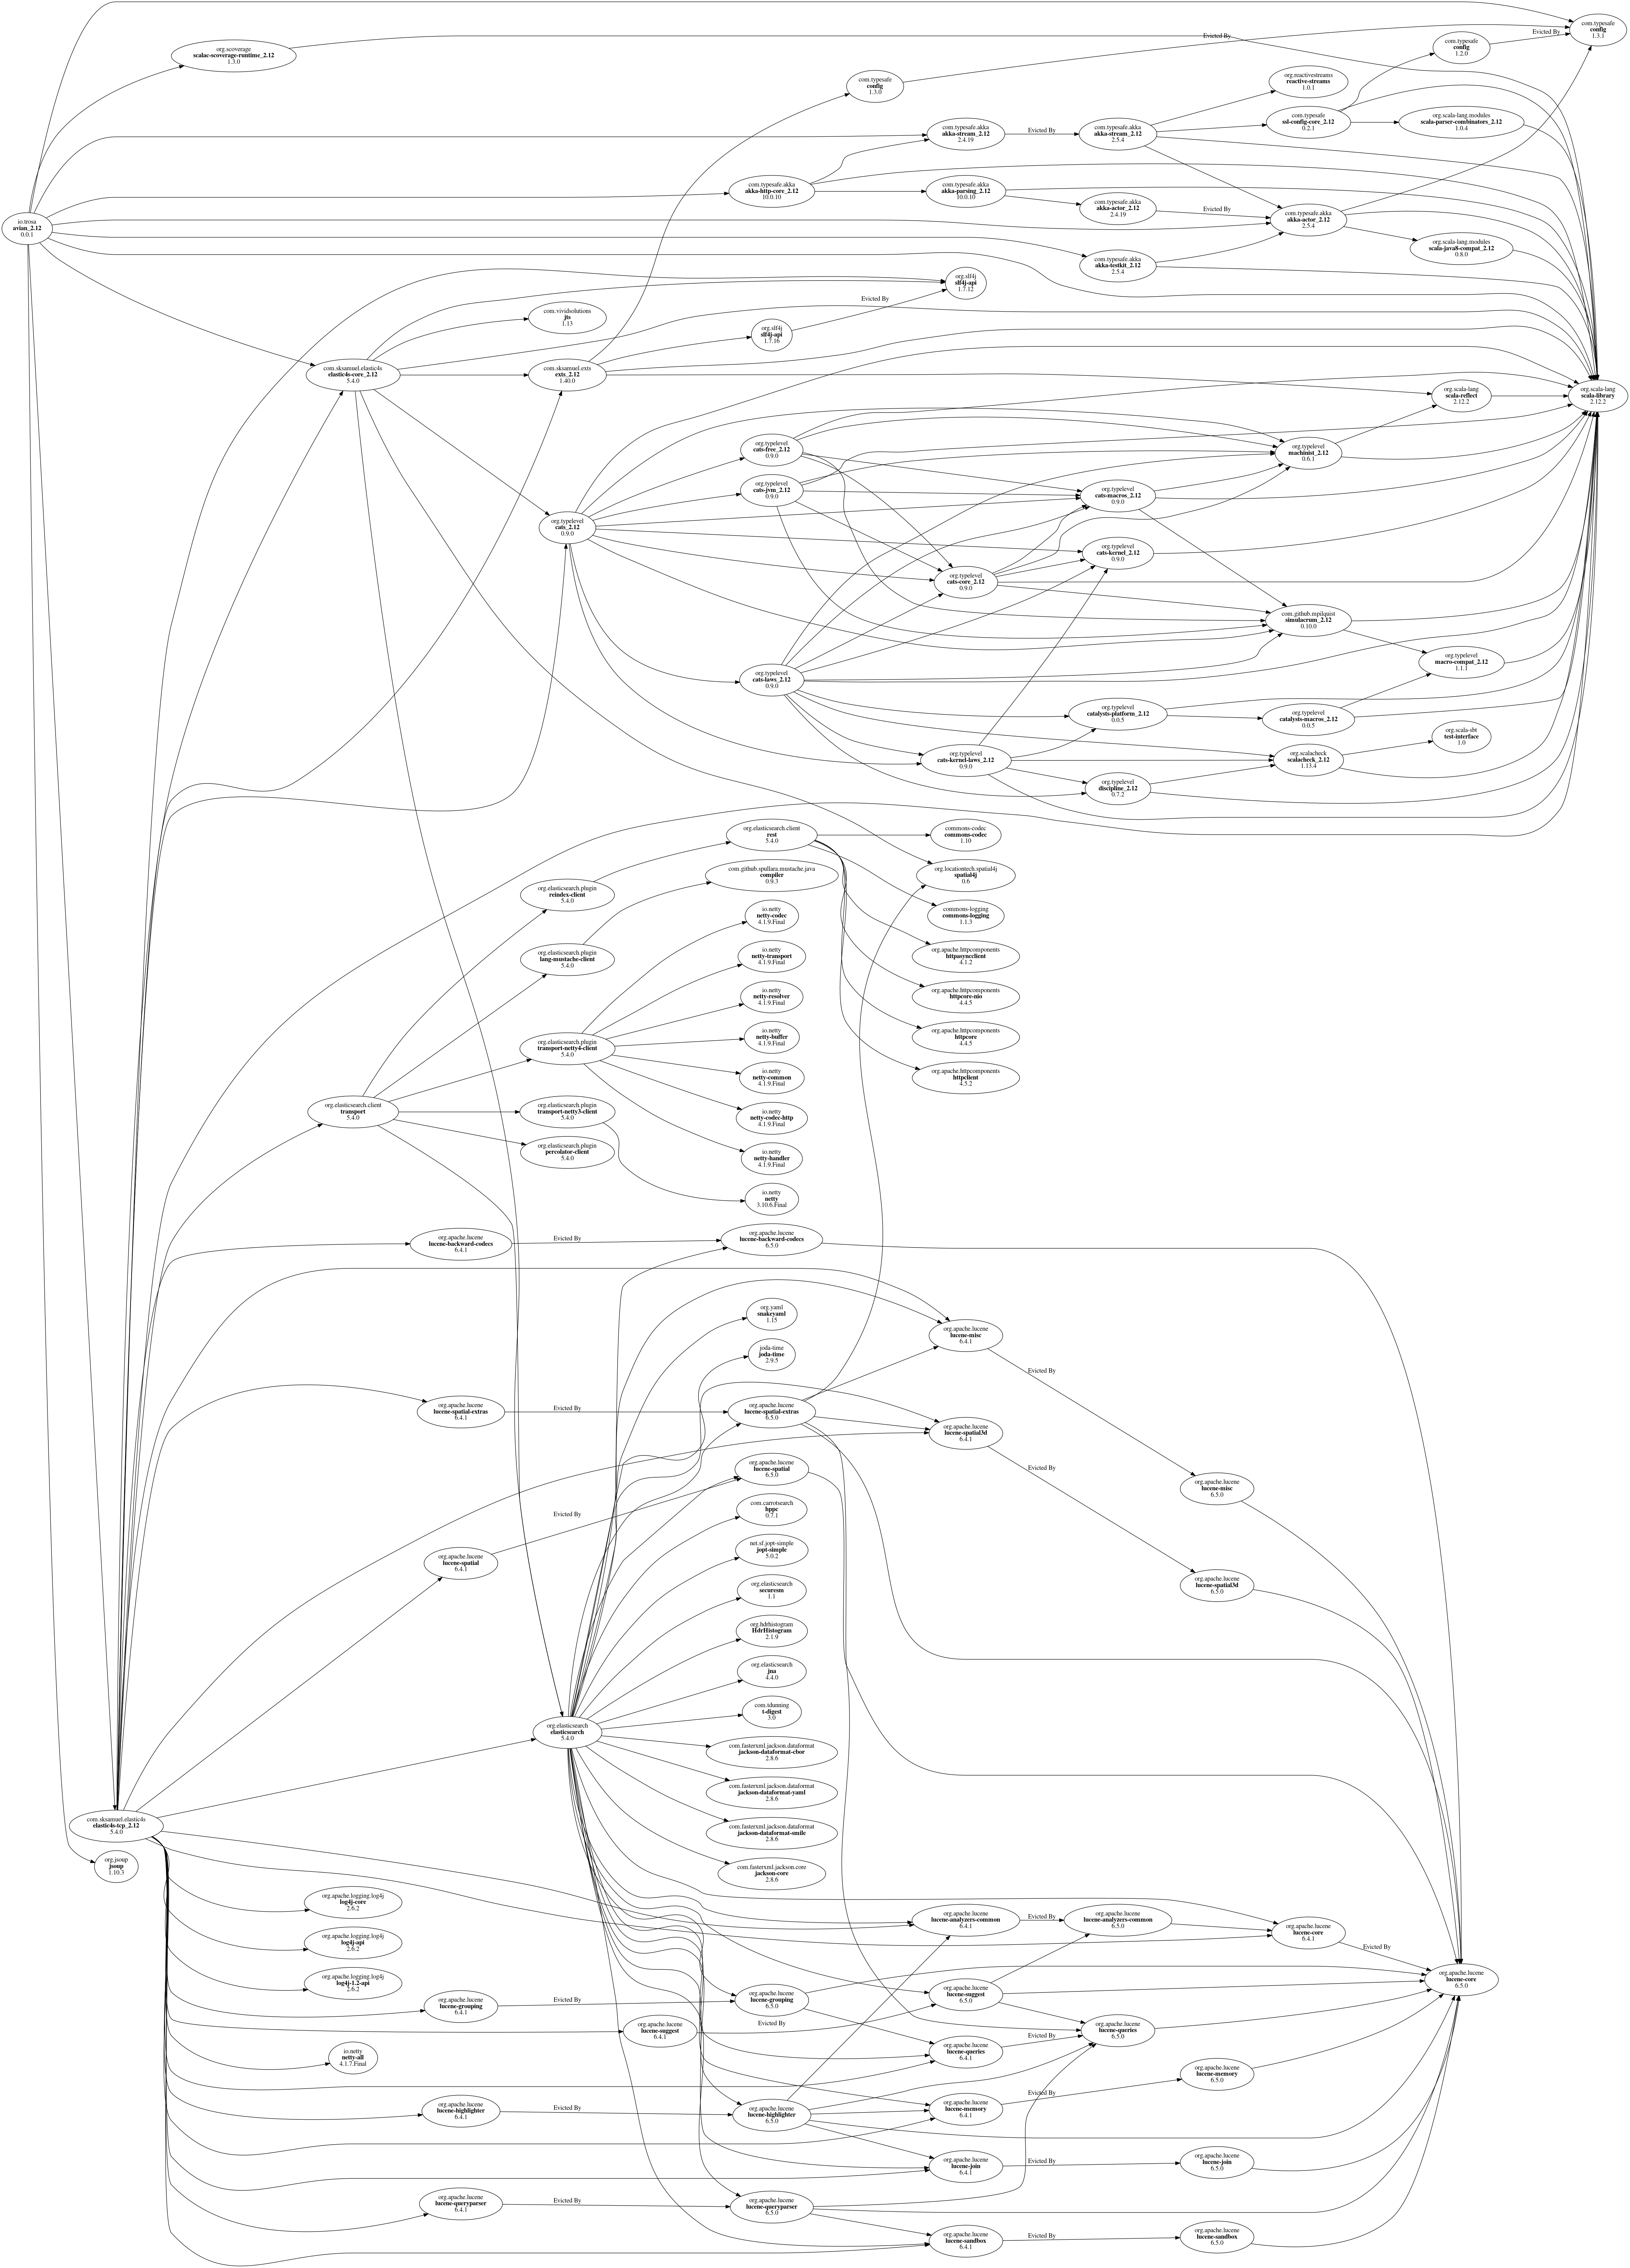 com.typesafe
config
1.3.1
Evicted By
com.typesafe
config
1.2.0
Evicted By
org.scoverage
scalac-scoverage-runtime_2.12
1.3.0
com.typesafe
config
1.3.0
org.reactivestreams
reactive-streams
1.0.1
com.typesafe
ssl-config-core_2.12
0.2.1
org.scala-lang.modules
scala-parser-combinators_2.12
1.0.4
com.typesafe.akka
akka-stream_2.12
2.4.19
Evicted By
com.typesafe.akka
akka-stream_2.12
2.5.4
com.typesafe.akka
akka-http-core_2.12
10.0.10
com.typesafe.akka
akka-parsing_2.12
10.0.10
com.typesafe.akka
akka-actor_2.12
2.4.19
Evicted By
com.typesafe.akka
akka-actor_2.12
2.5.4
io.trosa
avian_2.12
0.0.1
org.scala-lang.modules
scala-java8-compat_2.12
0.8.0
com.typesafe.akka
akka-testkit_2.12
2.5.4
org.slf4j
slf4j-api
1.7.12
Evicted By
com.vividsolutions
jts
1.13
org.slf4j
slf4j-api
1.7.16
com.sksamuel.elastic4s
elastic4s-core_2.12
5.4.0
com.sksamuel.exts
exts_2.12
1.40.0
org.scala-lang
scala-reflect
2.12.2
org.scala-lang
scala-library
2.12.2
org.typelevel
cats-free_2.12
0.9.0
org.typelevel
machinist_2.12
0.6.1
org.typelevel
cats-jvm_2.12
0.9.0
org.typelevel
cats-macros_2.12
0.9.0
org.typelevel
cats_2.12
0.9.0
org.typelevel
cats-kernel_2.12
0.9.0
org.typelevel
cats-core_2.12
0.9.0
com.github.mpilquist
simulacrum_2.12
0.10.0
org.typelevel
macro-compat_2.12
1.1.1
org.typelevel
cats-laws_2.12
0.9.0
org.typelevel
catalysts-platform_2.12
0.0.5
org.typelevel
catalysts-macros_2.12
0.0.5
org.scala-sbt
test-interface
1.0
org.typelevel
cats-kernel-laws_2.12
0.9.0
org.scalacheck
scalacheck_2.12
1.13.4
org.typelevel
discipline_2.12
0.7.2
org.elasticsearch.client
rest
5.4.0
commons-codec
commons-codec
1.10
com.github.spullara.mustache.java
compiler
0.9.3
org.locationtech.spatial4j
spatial4j
0.6
org.elasticsearch.plugin
reindex-client
5.4.0
io.netty
netty-codec
4.1.9.Final
commons-logging
commons-logging
1.1.3
org.elasticsearch.plugin
lang-mustache-client
5.4.0
io.netty
netty-transport
4.1.9.Final
org.apache.httpcomponents
httpasyncclient
4.1.2
io.netty
netty-resolver
4.1.9.Final
org.apache.httpcomponents
httpcore-nio
4.4.5
org.elasticsearch.plugin
transport-netty4-client
5.4.0
io.netty
netty-buffer
4.1.9.Final
org.apache.httpcomponents
httpcore
4.4.5
io.netty
netty-common
4.1.9.Final
org.apache.httpcomponents
httpclient
4.5.2
org.elasticsearch.client
transport
5.4.0
org.elasticsearch.plugin
transport-netty3-client
5.4.0
io.netty
netty-codec-http
4.1.9.Final
org.elasticsearch.plugin
percolator-client
5.4.0
io.netty
netty-handler
4.1.9.Final
io.netty
netty
3.10.6.Final
org.apache.lucene
lucene-backward-codecs
6.4.1
Evicted By
org.apache.lucene
lucene-backward-codecs
6.5.0
org.yaml
snakeyaml
1.15
org.apache.lucene
lucene-misc
6.4.1
joda-time
joda-time
2.9.5
Evicted By
org.apache.lucene
lucene-spatial-extras
6.4.1
Evicted By
org.apache.lucene
lucene-spatial-extras
6.5.0
org.apache.lucene
lucene-spatial3d
6.4.1
Evicted By
org.apache.lucene
lucene-spatial
6.5.0
org.apache.lucene
lucene-misc
6.5.0
com.carrotsearch
hppc
0.7.1
Evicted By
net.sf.jopt-simple
jopt-simple
5.0.2
org.apache.lucene
lucene-spatial
6.4.1
org.apache.lucene
lucene-spatial3d
6.5.0
org.elasticsearch
securesm
1.1
org.hdrhistogram
HdrHistogram
2.1.9
org.elasticsearch
jna
4.4.0
com.tdunning
t-digest
3.0
org.elasticsearch
elasticsearch
5.4.0
com.fasterxml.jackson.dataformat
jackson-dataformat-cbor
2.8.6
com.fasterxml.jackson.dataformat
jackson-dataformat-yaml
2.8.6
com.sksamuel.elastic4s
elastic4s-tcp_2.12
5.4.0
com.fasterxml.jackson.dataformat
jackson-dataformat-smile
2.8.6
org.jsoup
jsoup
1.10.3
com.fasterxml.jackson.core
jackson-core
2.8.6
org.apache.logging.log4j
log4j-core
2.6.2
org.apache.lucene
lucene-analyzers-common
6.4.1
Evicted By
org.apache.lucene
lucene-analyzers-common
6.5.0
org.apache.lucene
lucene-core
6.4.1
Evicted By
org.apache.logging.log4j
log4j-api
2.6.2
org.apache.lucene
lucene-core
6.5.0
org.apache.logging.log4j
log4j-1.2-api
2.6.2
org.apache.lucene
lucene-grouping
6.4.1
Evicted By
org.apache.lucene
lucene-grouping
6.5.0
org.apache.lucene
lucene-suggest
6.5.0
org.apache.lucene
lucene-suggest
6.4.1
Evicted By
org.apache.lucene
lucene-queries
6.5.0
io.netty
netty-all
4.1.7.Final
org.apache.lucene
lucene-queries
6.4.1
Evicted By
org.apache.lucene
lucene-memory
6.5.0
org.apache.lucene
lucene-highlighter
6.4.1
Evicted By
org.apache.lucene
lucene-highlighter
6.5.0
org.apache.lucene
lucene-memory
6.4.1
Evicted By
org.apache.lucene
lucene-join
6.4.1
Evicted By
org.apache.lucene
lucene-join
6.5.0
org.apache.lucene
lucene-queryparser
6.4.1
Evicted By
org.apache.lucene
lucene-queryparser
6.5.0
org.apache.lucene
lucene-sandbox
6.4.1
Evicted By
org.apache.lucene
lucene-sandbox
6.5.0